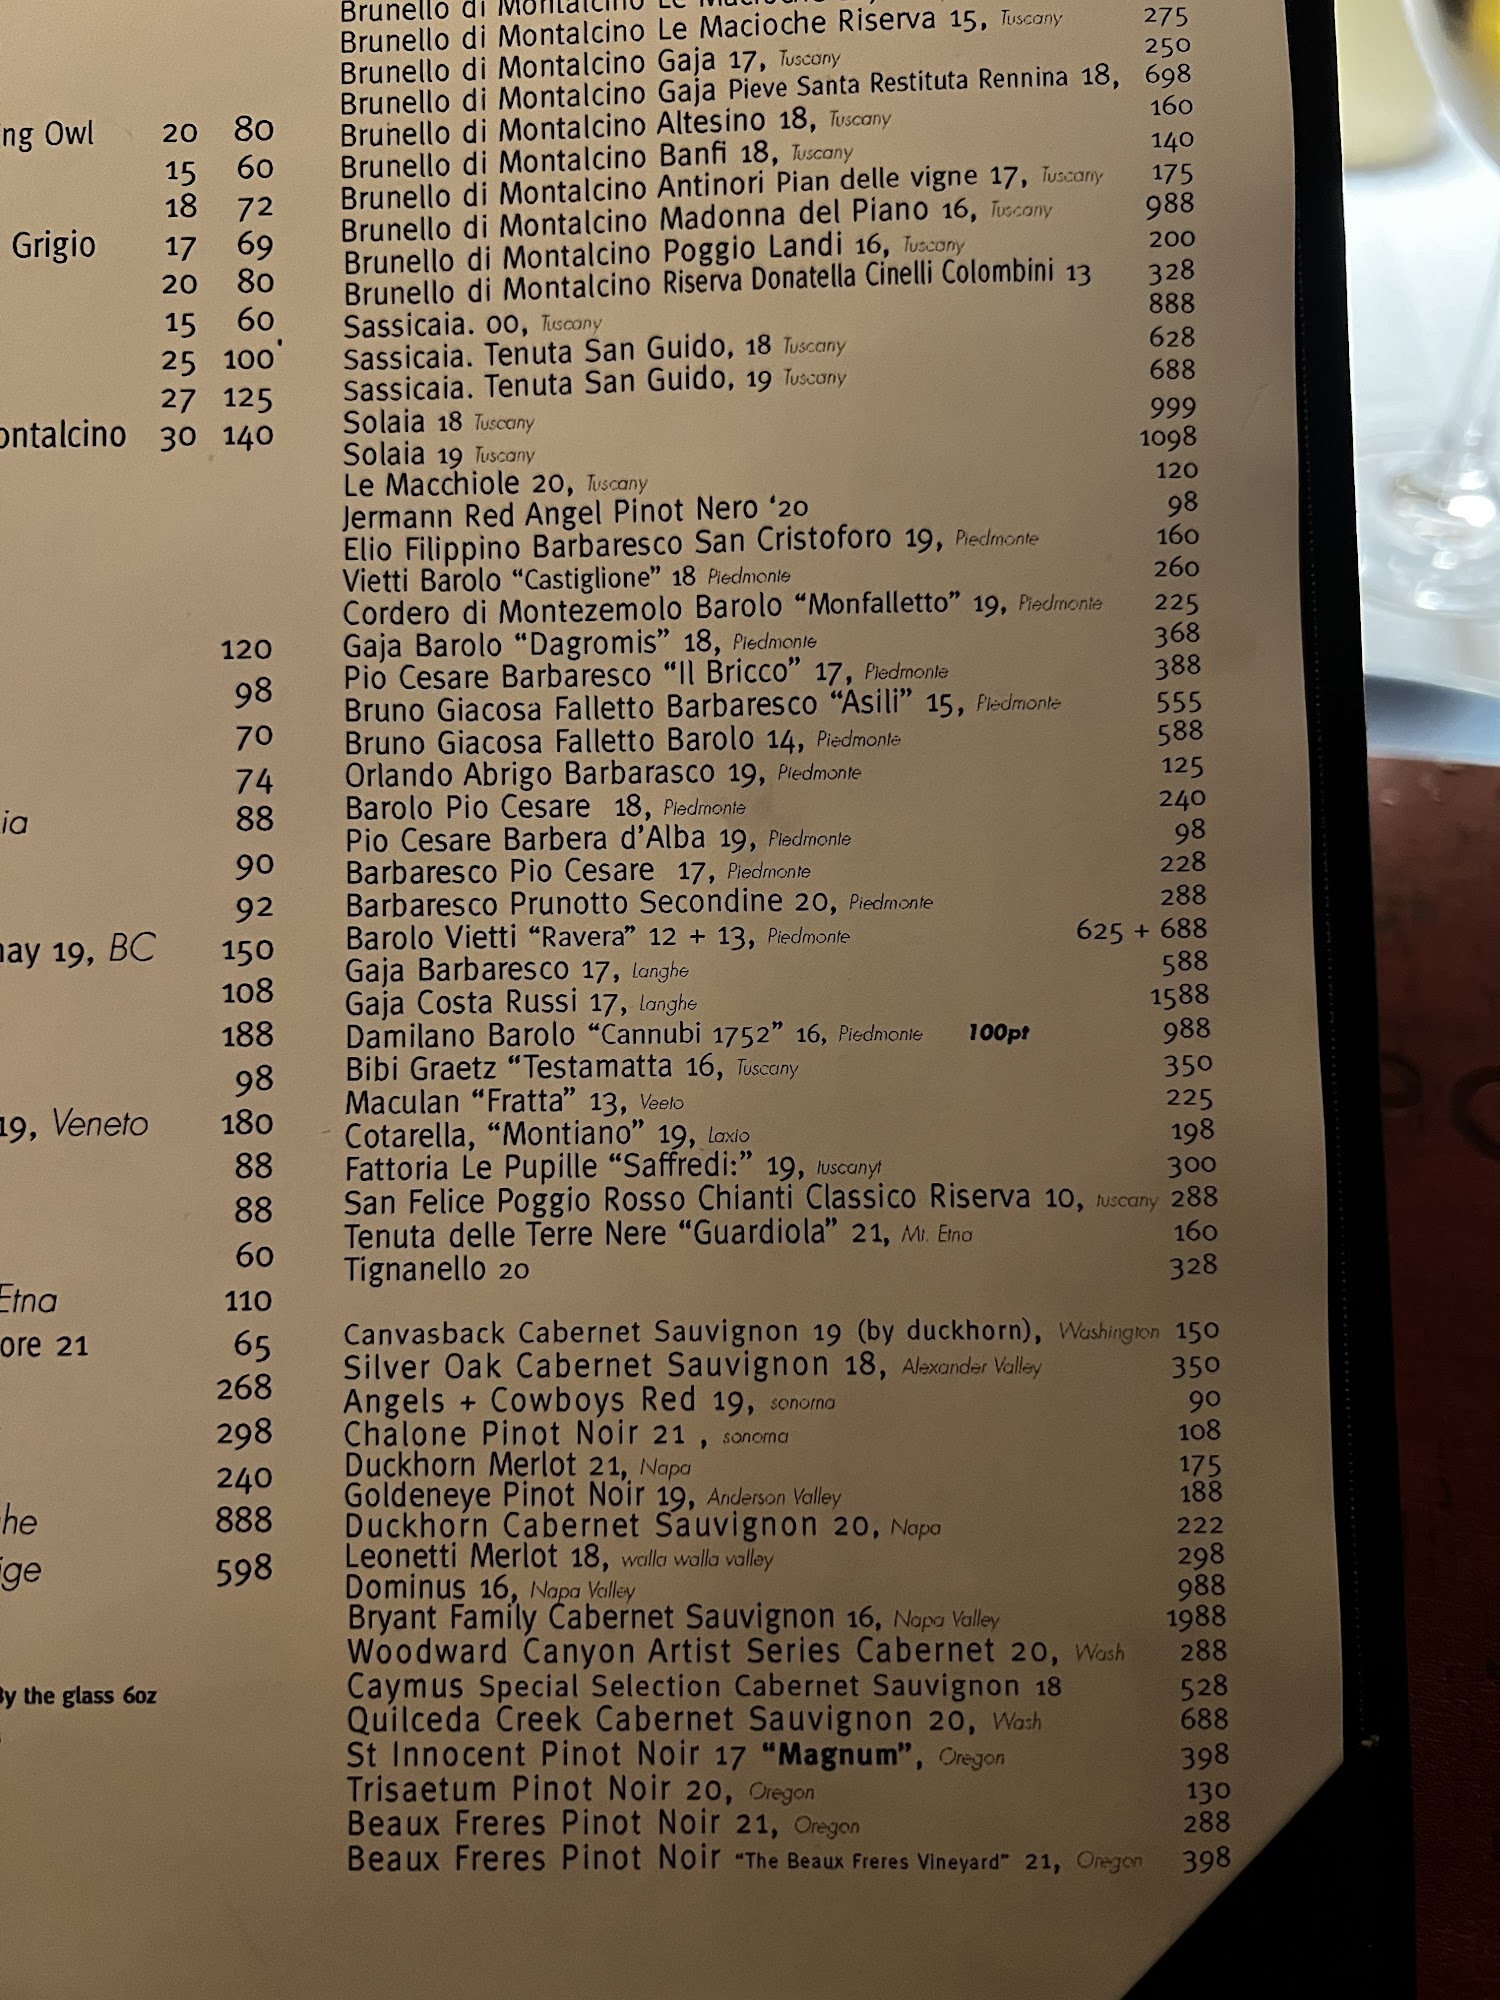 ng Owl 20 80
15 60
18 72
Grigio 17 69
20 80
15 60
25 100
27 125
ontalcino 30 140
120
98
70
74
ia 88
90
92
ay 19, BC 150
108
188
98
19, Veneto 180
88
88
60
Etna 110
ore 21 65
268
298
240
he 888
ige 598
By the glass 6oz
Brunello di Montalcino Le
Brunello di Montalcino Le Macioche Riserva 15, Tuscany 275
Brunello di Montalcino Gaja 17, Tuscany 250
Brunello di Montalcino Gaja Pieve Santa Restituta Rennina 18, 698
Brunello di Montalcino Altesino 18, Tuscany 160
Brunello di Montalcino Banfi 18, Tuscany 140
Brunello di Montalcino Antinori Pian delle vigne 17, Tuscany 175
Brunello di Montalcino Madonna del Piano 16, Tuscany 988
Brunello di Montalcino Poggio Landi 16, Tuscany 200
Brunello di Montalcino Riserva Donatella Cinelli Colombini 13 328
Sassicaia. 00, Tuscany 888
Sassicaia. Tenuta San Guido, 18 Tuscany 628
Sassicaia. Tenuta San Guido, 19 Tuscany 688
Solaia 18 Tuscany 999
Solaia 19 Tuscany 1098
Le Macchiole 20, Tuscany 120
Jermann Red Angel Pinot Nero ‘20 98
Elio Filippino Barbaresco San Cristoforo 19, Piedmonte 160
Vietti Barolo “Castiglione” 18 Piedmonte 260
Cordero di Montezemolo Barolo “Monfalletto” 19, Piedmonte 225
Gaja Barolo “Dagromis” 18, Piedmonte 368
Pio Cesare Barbaresco “Il Bricco” 17, Piedmonte 388
Bruno Giacosa Falletto Barbaresco “Asili” 15, Piedmonte 555
Bruno Giacosa Falletto Barolo 14, Piedmonte 588
Orlando Abrigo Barbarasco 19, Piedmonte 125
Barolo Pio Cesare 18, Piedmonte 240
Pio Cesare Barbera d’Alba 19, Piedmonte 98
Barbaresco Pio Cesare 17, Piedmonte 228
Barbaresco Prunotto Secondine 20, Piedmonte 288
Barolo Vietti “Ravera” 12 + 13, Piedmonte 625 + 688
Gaja Barbaresco 17, Langhe 588
Gaja Costa Russi 17, Langhe 1588
Damilano Barolo “Cannubi 1752” 16, Piedmonte 100pt 988
Bibi Graetz “Testamatta 16, Tuscany 350
Maculan “Fratta” 13, Veeto 225
Cotarella, “Montiano” 19, Laxio 198
Fattoria Le Pupille “Saffredi:” 19, tuscanyt 300
San Felice Poggio Rosso Chianti Classico Riserva 10, tuscany 288
Tenuta delle Terre Nere “Guardiola” 21, Mt. Etna 160
Tignanello 20 328
Canvasback Cabernet Sauvignon 19 (by duckhorn), Washington 150
Silver Oak Cabernet Sauvignon 18, Alexander Valley 350
Angels + Cowboys Red 19, sonoma 90
Chalone Pinot Noir 21 , sonoma 108
Duckhorn Merlot 21, Napa 175
Goldeneye Pinot Noir 19, Anderson Valley 188
Duckhorn Cabernet Sauvignon 20, Napa 222
Leonetti Merlot 18, walla walla valley 298
Dominus 16, Napa Valley 988
Bryant Family Cabernet Sauvignon 16, Napa Valley 1988
Woodward Canyon Artist Series Cabernet 20, Wash 288
Caymus Special Selection Cabernet Sauvignon 18 528
Quilceda Creek Cabernet Sauvignon 20, Wash 688
St Innocent Pinot Noir 17 “Magnum”, Oregon 398
Trisaetum Pinot Noir 20, Oregon 130
Beaux Freres Pinot Noir 21, Oregon 288
Beaux Freres Pinot Noir “The Beaux Freres Vineyard” 21, Oregon 398